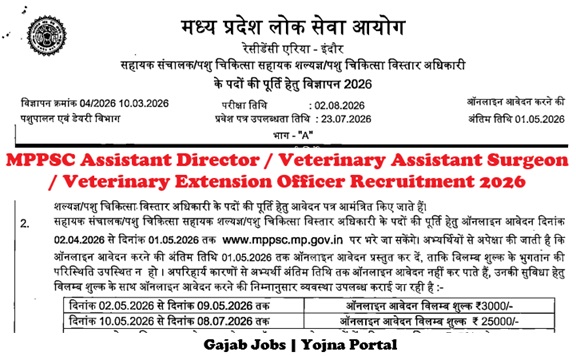 मध्य प्रदेश लोक सेवा आयोग
रेसीडेंसी एरिया - इंदौर
सहायक संचालक/पशु चिकित्सा सहायक शल्यज्ञ/पशु चिकित्सा विस्तार अधिकारी
के पदों की पूर्ति हेतु विज्ञापन 2026
विज्ञापन क्रमांक 04/2026 10.03.2026 परीक्षा तिथि : 02.08.2026 ऑनलाइन आवेदन करने की
पशुपालन एवं डेयरी विभाग प्रवेश पत्र उपलब्धता तिथि : 23.07.2026 अंतिम तिथि 01.05.2026
भाग - "A"
MPPSC Assistant Director / Veterinary Assistant Surgeon
/ Veterinary Extension Officer Recruitment 2026
शल्यज्ञ/पशु चिकित्सा विस्तार अधिकारी के पदों की पूर्ति हेतु आवेदन पत्र आमंत्रित किए जाते हैं।
2. सहायक संचालक/पशु चिकित्सा सहायक शल्यज्ञ/पशु चिकित्सा विस्तार अधिकारी के पदों की पूर्ति हेतु ऑनलाइन आवेदन दिनांक
02.04.2026 से दिनांक 01.05.2026 तक www.mppsc.mp.gov.in पर भरे जा सकेंगे। अभ्यर्थियों से अपेक्षा की जाती है कि
ऑनलाइन आवेदन करने की अंतिम तिथि 01.05.2026 तक ऑनलाइन आवेदन प्रस्तुत कर दें, ताकि विलम्ब शुल्क के भुगतान की
परिस्थिति उपस्थित न हो। अपरिहार्य कारणों से अभ्यर्थी अंतिम तिथि तक ऑनलाइन आवेदन नहीं कर पाते हैं, उनकी सुविधा हेतु
विलम्ब शुल्क के साथ ऑनलाइन आवेदन करने की निम्नानुसार व्यवस्था उपलब्ध कराई जा रही है :-
दिनांक 02.05.2026 से दिनांक 09.05.2026 तक ऑनलाइन आवेदन विलम्ब शुल्क ₹3000/-
दिनांक 10.05.2026 से दिनांक 08.07.2026 तक ऑनलाइन आवेदन विलम्ब शुल्क ₹ 25000/-
Gajab Jobs | Yojna Portal